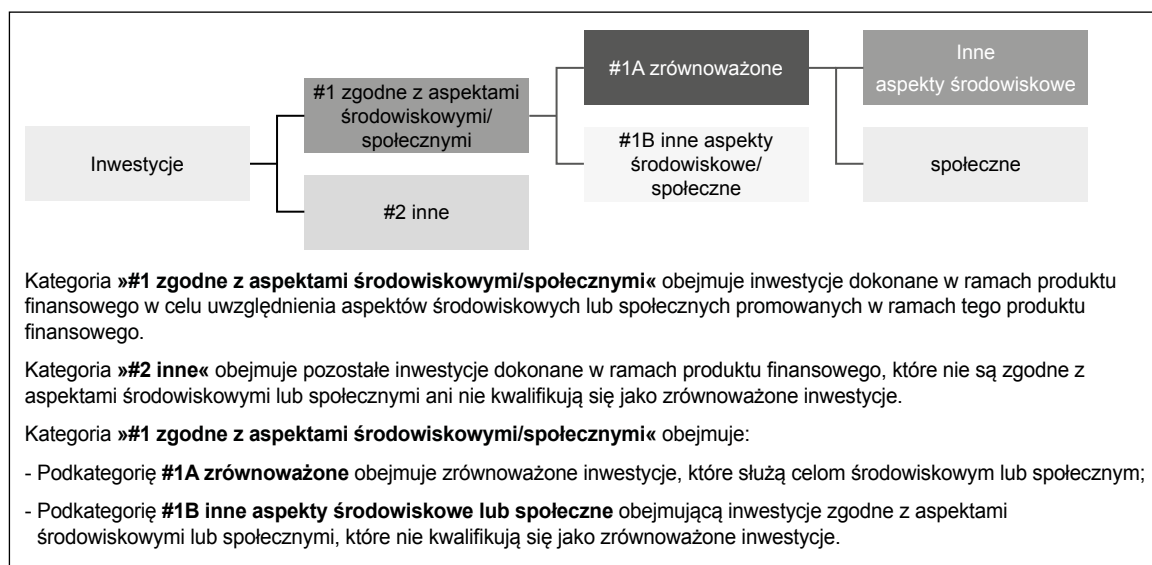 Inwestycje
#1 zgodne z aspektami
środowiskowymi/
społecznymi
#2 inne
#1A zrównoważone
#1B inne aspekty
środowiskowe/
społeczne
Inne
aspekty środowiskowe
społeczne
Kategoria »#1 zgodne z aspektami środowiskowymi/społecznymi« obejmuje inwestycje dokonane w ramach produktu
finansowego w celu uwzględnienia aspektów środowiskowych lub społecznych promowanych w ramach tego produktu
finansowego.
Kategoria »#2 inne« obejmuje pozostałe inwestycje dokonane w ramach produktu finansowego, które nie są zgodne z
aspektami środowiskowymi lub społecznymi ani nie kwalifikują się jako zrównoważone inwestycje.
Kategoria »#1 zgodne z aspektami środowiskowymi/społecznymi« obejmuje:
- Podkategorię #1A zrównoważone obejmuje zrównoważone inwestycje, które służą celom środowiskowym lub społecznym;
- Podkategorię #1B inne aspekty środowiskowe lub społeczne obejmującą inwestycje zgodne z aspektami
środowiskowymi lub społecznymi, które nie kwalifikują się jako zrównoważone inwestycje.